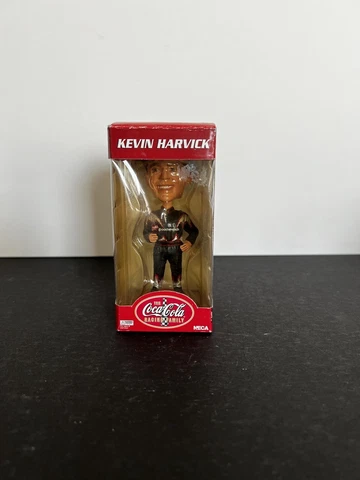 KEVIN HARVICK
THE
Coca-Cola
RACING FAMILY
NECA